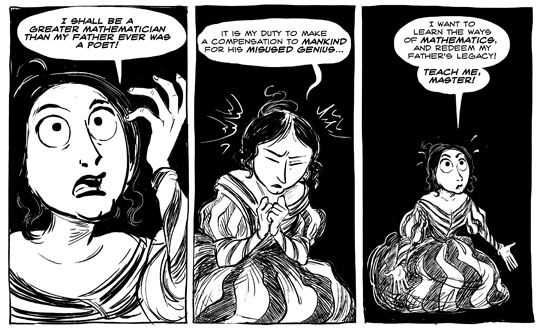 I SHALL BE A
GREATER MATHEMATICIAN
THAN MY FATHER EVER WAS
A POET!
IT IS MY DUTY TO MAKE
A COMPENSATION TO MANKIND
FOR HIS MISUSED GENIUS...
I WANT TO
LEARN THE WAYS
OF MATHEMATICS,
AND REDEEM MY
FATHER'S LEGACY!
TEACH ME,
MASTER!